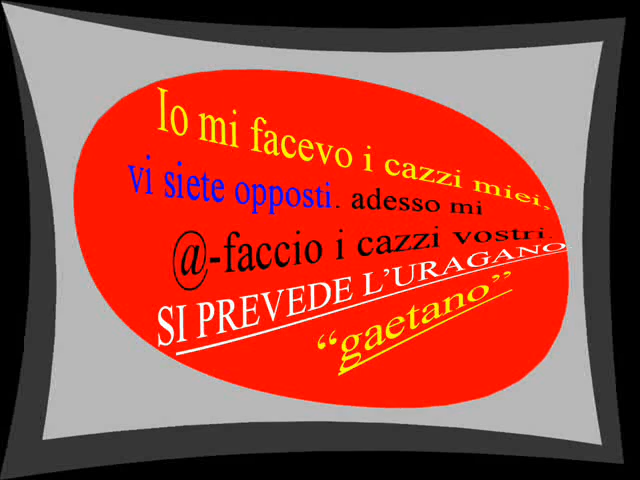 Io mi facevo i cazzi miei,
vi siete opposti. adesso mi
@-faccio i cazzi vostri.
SI PREVEDE L'URAGANO
“gaetano”